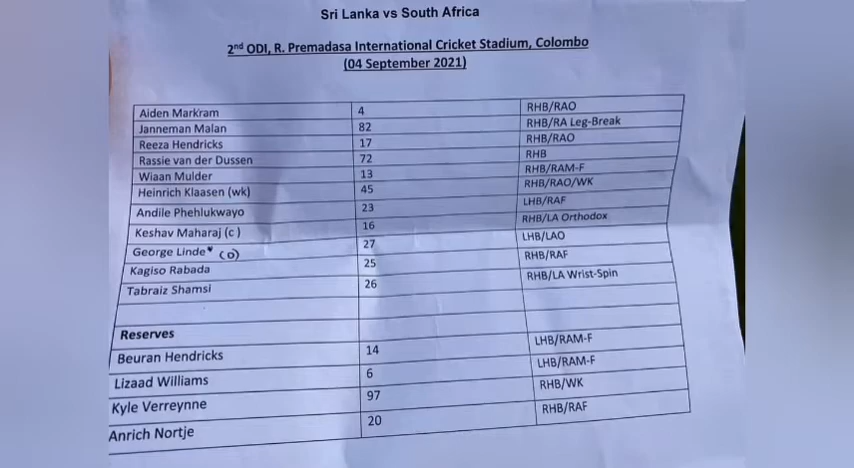 Sri Lanka vs South Africa
2nd ODI, R. Premadasa International Cricket Stadium, Colombo
(04 September 2021)
Aiden Markram 4 RHB/RAO
Janneman Malan 82 RHB/RA Leg-Break
Reeza Hendricks 17 RHB/RAO
Rassie van der Dussen 72 RHB
Wiaan Mulder 13 RHB/RAM-F
Heinrich Klaasen (wk) 45 RHB/RAO/WK
Andile Phehlukwayo 23 LHB/RAF
Keshav Maharaj (c) 16 RHB/LA Orthodox
George Linde (D) 27 LHB/LAO
Kagiso Rabada 25 RHB/RAF
Tabraiz Shamsi 26 RHB/LA Wrist-Spin
Reserves
Beuran Hendricks 14 LHB/RAM-F
Lizaad Williams 6 LHB/RAM-F
Kyle Verreynne 97 RHB/WK
Anrich Nortje 20 RHB/RAF